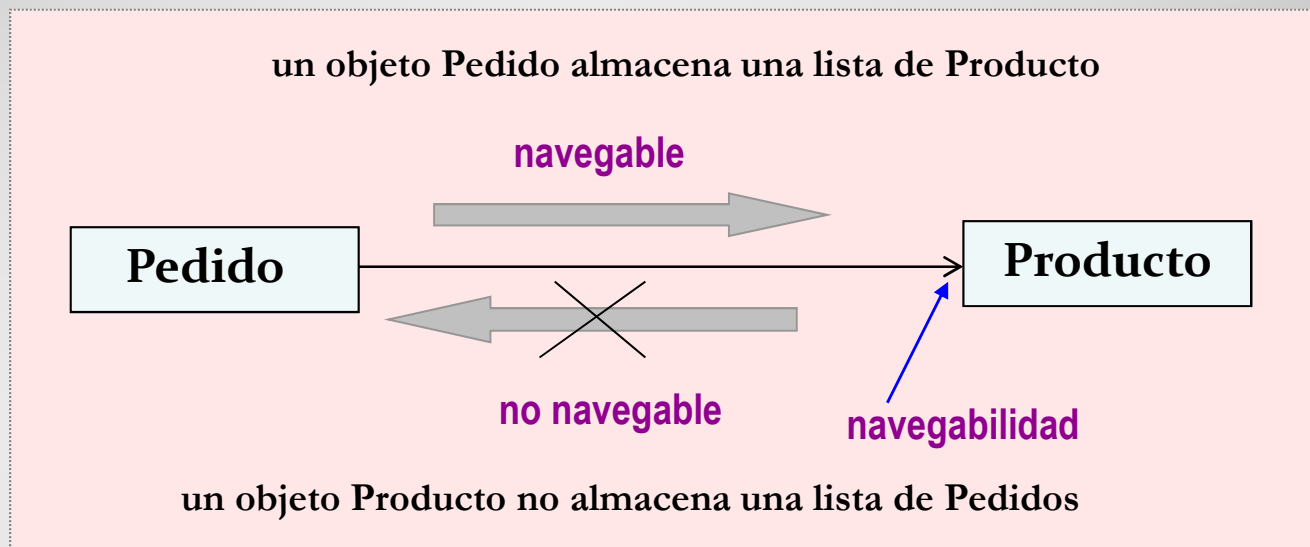 un objeto Pedido almacena una lista de Producto
navegable
Pedido
Producto
no navegable
navegabilidad
un objeto Producto no almacena una lista de Pedidos